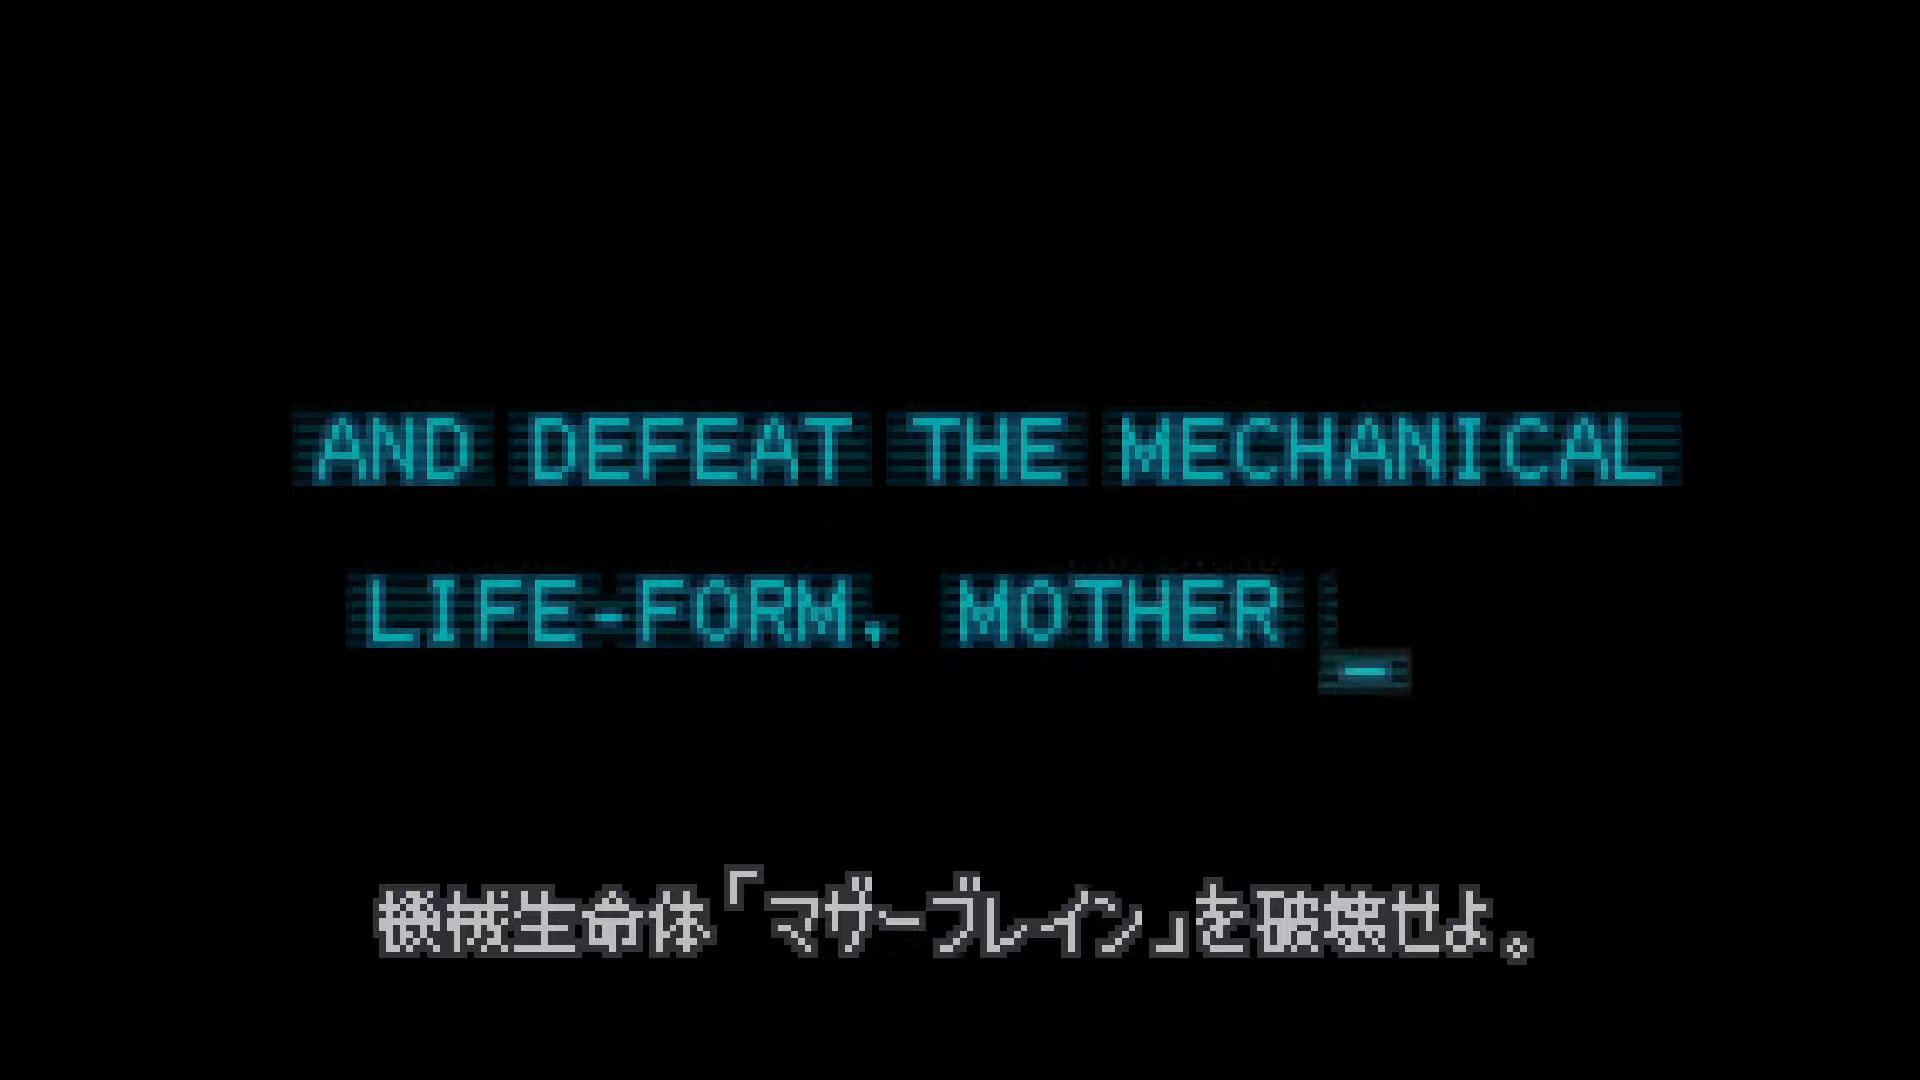 AND DEFEAT THE MECHANICAL
LIFE-FORM, MOTHER _
機械生命体「マザーブレイン」を破壊せよ。